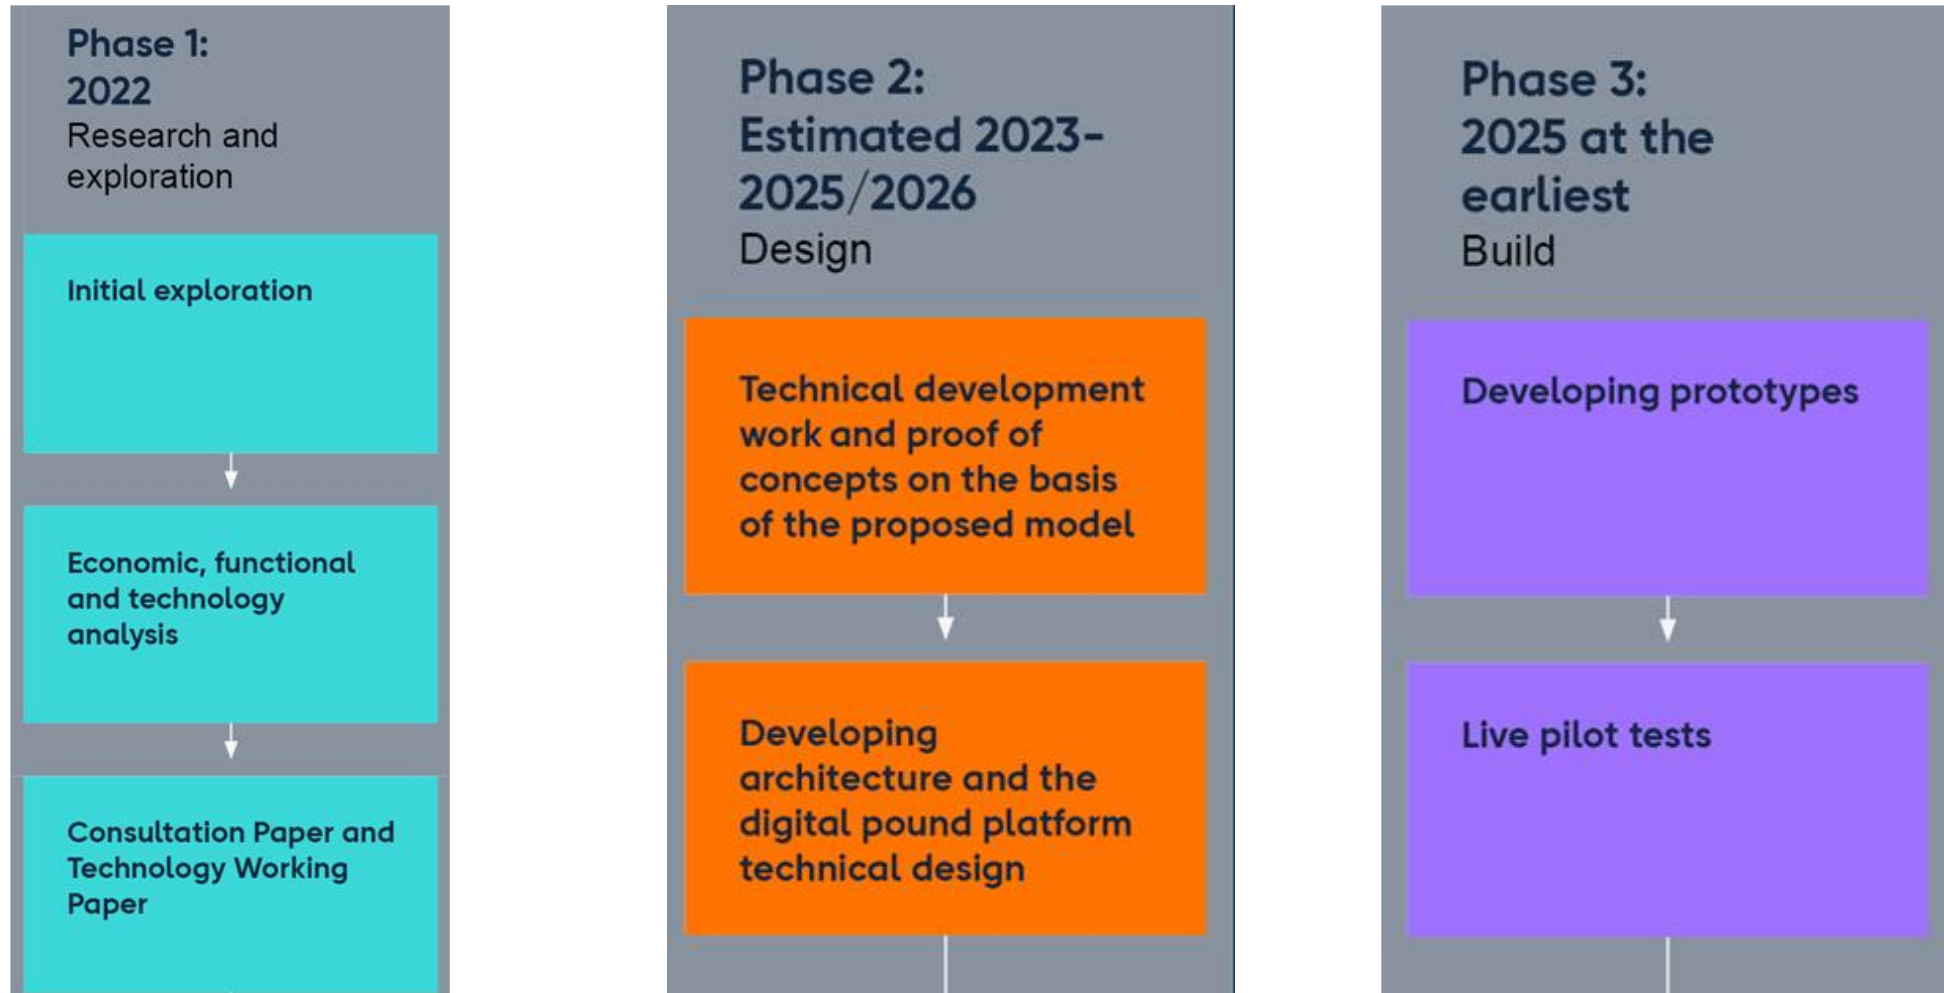 Phase 1:
2022
Research and
exploration
Initial exploration
Economic, functional
and technology
analysis
Consultation Paper and
Technology Working
Paper
Phase 2:
Estimated 2023-
2025/2026
Design
Technical development
work and proof of
concepts on the basis
of the proposed model
Developing
architecture and the
digital pound platform
technical design
Phase 3:
2025 at the
earliest
Build
Developing prototypes
Live pilot tests